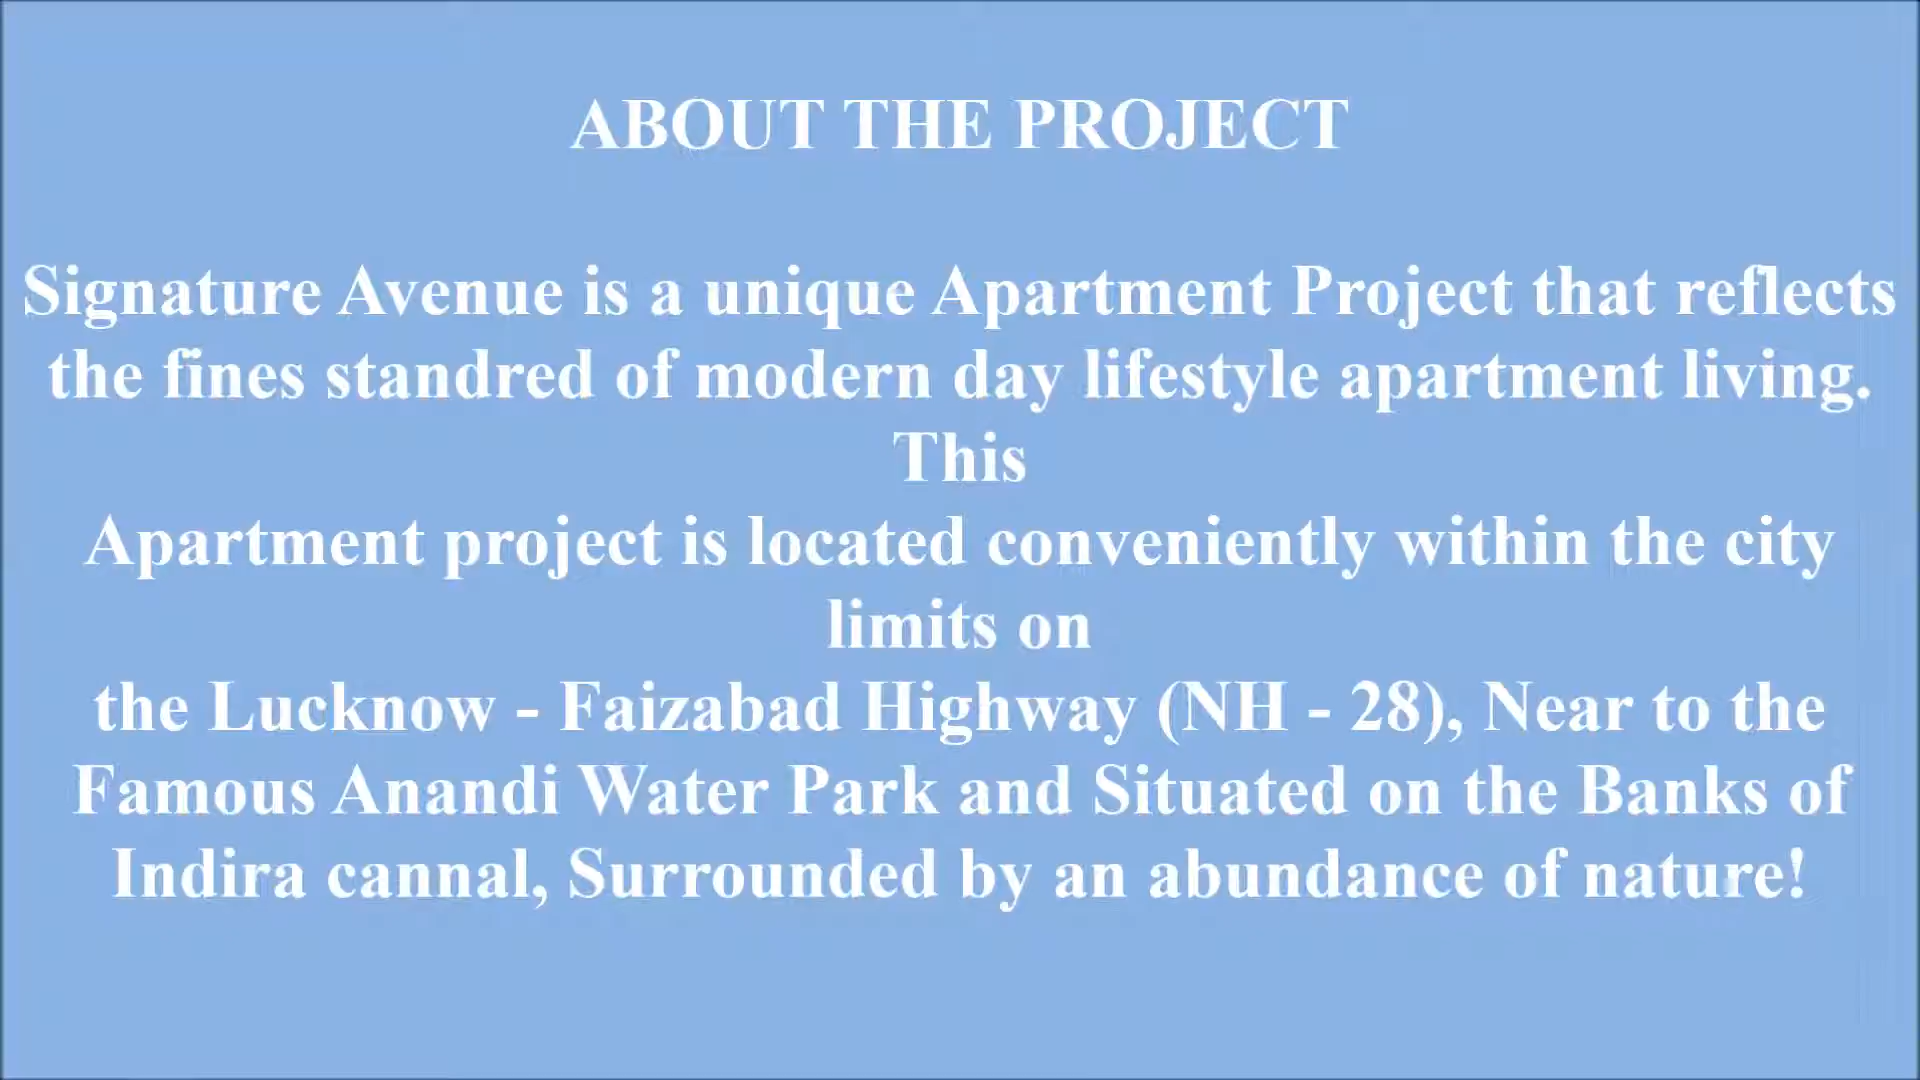 ABOUT THE PROJECT
Signature Avenue is a unique Apartment Project that reflects
the fines standred of modern day lifestyle apartment living.
This
Apartment project is located conveniently within the city
limits on
the Lucknow - Faizabad Highway (NH - 28), Near to the
Famous Anandi Water Park and Situated on the Banks of
Indira cannal, Surrounded by an abundance of nature!